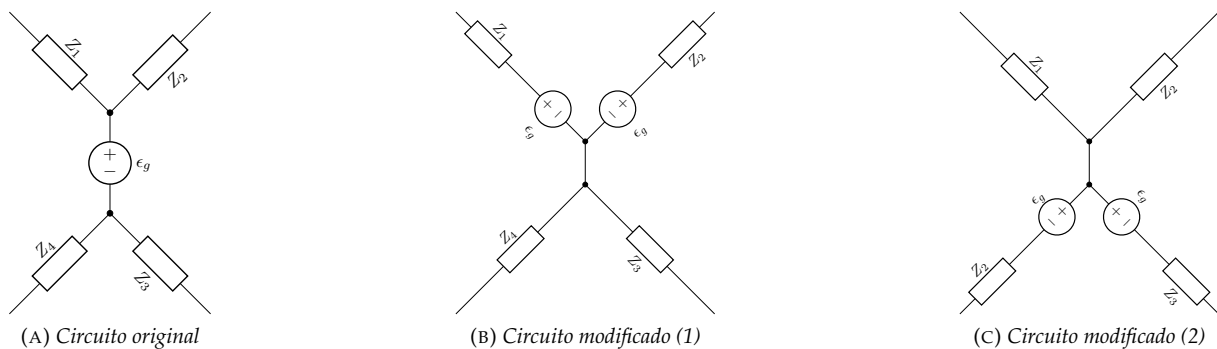 Z₁
Z₂
+
−
ϵg
Z₄
Z₃
(A) Circuito original
Z₁
Z₂
+
−
ϵg
+
−
ϵg
Z₄
Z₃
(B) Circuito modificado (1)
Z₁
Z₂
ϵg
+
−
ϵg
+
−
Z₂
Z₃
(C) Circuito modificado (2)